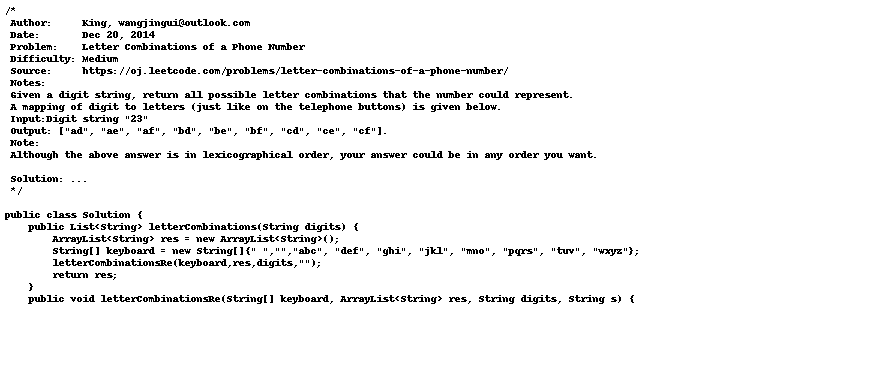 /*
 Author:     King, wangjingui@outlook.com
 Date:       Dec 20, 2014
 Problem:    Letter Combinations of a Phone Number
 Difficulty: Medium
 Source:     https://oj.leetcode.com/problems/letter-combinations-of-a-phone-number/
 Notes:
 Given a digit string, return all possible letter combinations that the number could represent.
 A mapping of digit to letters (just like on the telephone buttons) is given below.
 Input:Digit string "23"
 Output: ["ad", "ae", "af", "bd", "be", "bf", "cd", "ce", "cf"].
 Note:
 Although the above answer is in lexicographical order, your answer could be in any order you want.

 Solution: ...
 */

public class Solution {
    public List<String> letterCombinations(String digits) {
        ArrayList<String> res = new ArrayList<String>();
        String[] keyboard = new String[]{" ","","abc", "def", "ghi", "jkl", "mno", "pqrs", "tuv", "wxyz"};
        letterCombinationsRe(keyboard,res,digits,"");
        return res;
    }
    public void letterCombinationsRe(String[] keyboard, ArrayList<String> res, String digits, String s) {